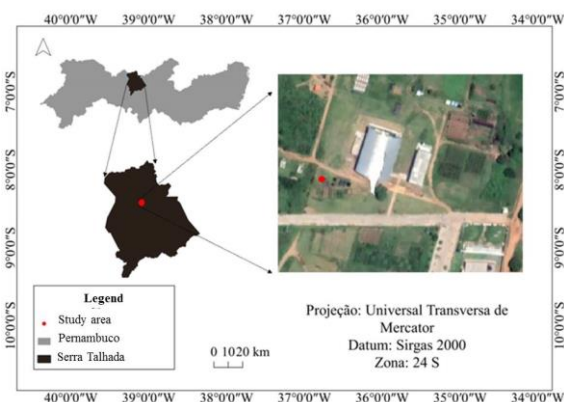 40°0'0"W 39°0'0"W 38°0'0"W 37°0'0"W 36°0'0"W 35°0'0"W 34°0'0"W
7°0'0"S
8°0'0"S
9°0'0"S
10°0'0"S
7°0'0"S
8°0'0"S
9°0'0"S
10°0'0"S
Legend
Study area
Pernambuco
Serra Talhada
0 1020 km
Projeção: Universal Transversa de
Mercator
Datum: Sirgas 2000
Zona: 24 S
40°0'0"W 39°0'0"W 38°0'0"W 37°0'0"W 36°0'0"W 35°0'0"W 34°0'0"W